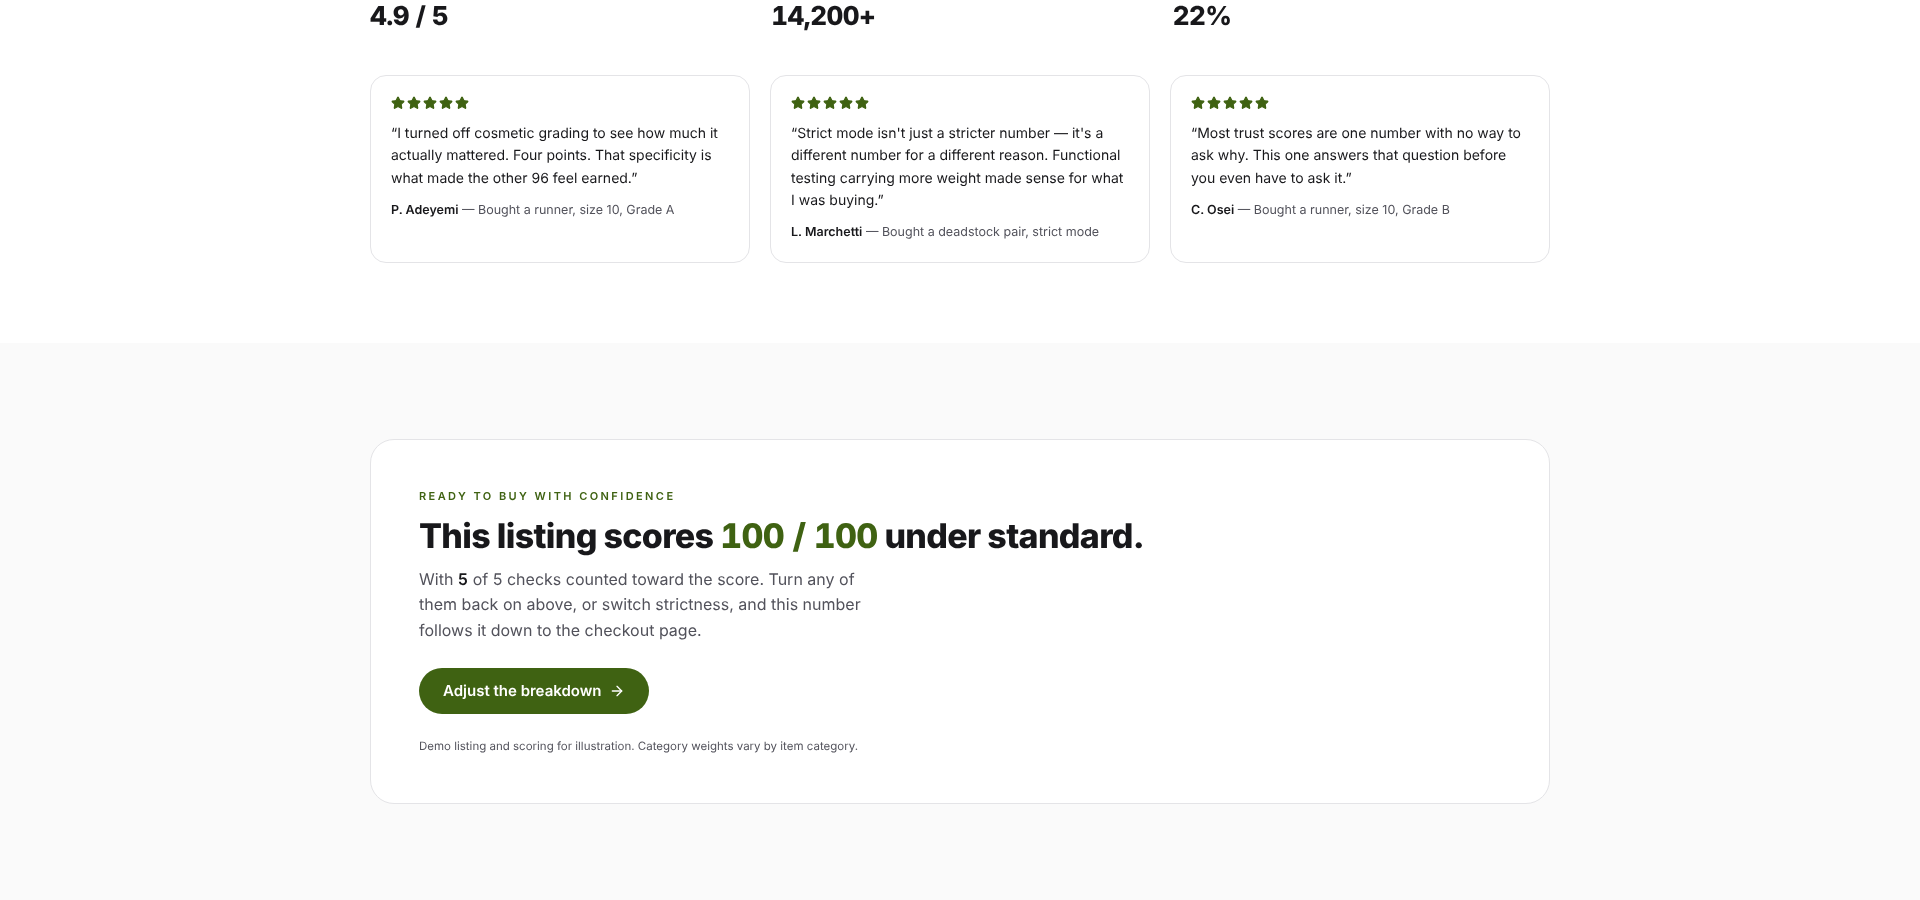 4.9 / 5
14,200+
22%
“I turned off cosmetic grading to see how much it
actually mattered. Four points. That specificity is
what made the other 96 feel earned.”
P. Adeyemi — Bought a runner, size 10, Grade A
“Strict mode isn't just a stricter number — it's a
different number for a different reason. Functional
testing carrying more weight made sense for what
I was buying.”
L. Marchetti — Bought a deadstock pair, strict mode
“Most trust scores are one number with no way to
ask why. This one answers that question before
you even have to ask it.”
C. Osei — Bought a runner, size 10, Grade B
READY TO BUY WITH CONFIDENCE
This listing scores 100 / 100 under standard.
With 5 of 5 checks counted toward the score. Turn any of
them back on above, or switch strictness, and this number
follows it down to the checkout page.
Adjust the breakdown →
Demo listing and scoring for illustration. Category weights vary by item category.